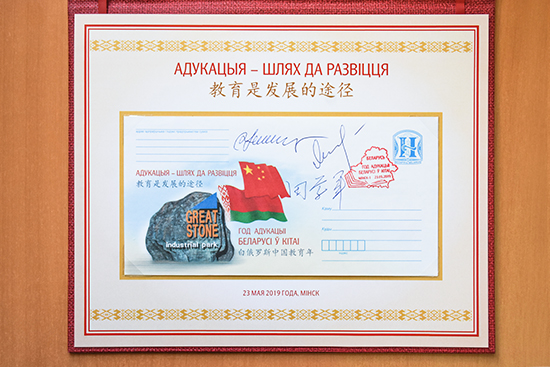 АДУКАЦЫЯ – ШЛЯХ ДА РАЗВІЦЦЯ
教育是发展的途径
АДУКАЦЫЯ – ШЛЯХ ДА РАЗВІЦЦЯ
教育是发展的途径
GREAT
STONE
industrial park
ГОД АДУКАЦЫІ
БЕЛАРУСІ Ў КІТАІ
白俄罗斯中国教育年
Н
БЕЛАРУСЬ
ГОД АДУКАЦЫІ
БЕЛАРУСІ Ў КІТАІ
23 МАЯ 2019 ГОДА, МІНСК